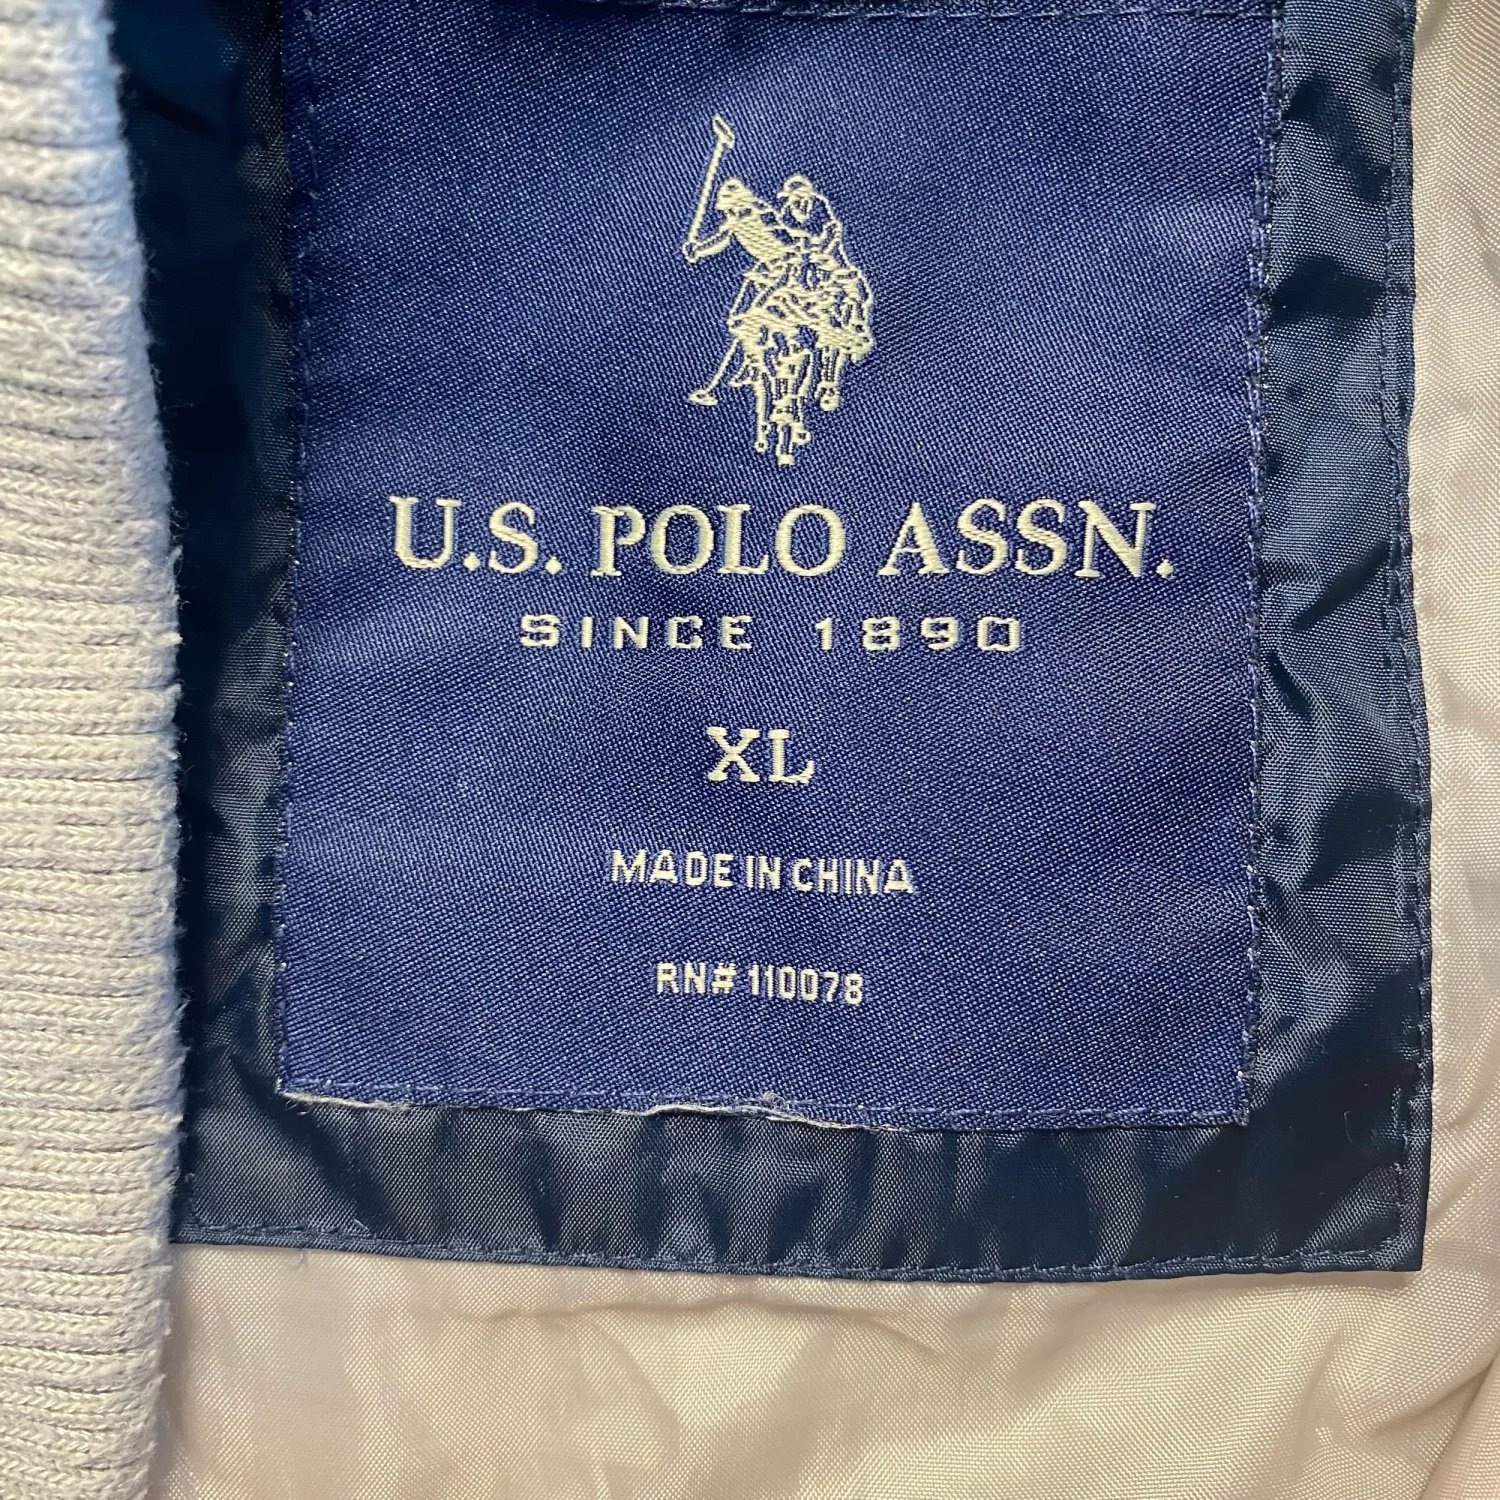 U.S. POLO ASSN.
SINCE 1890
XL
MADE IN CHINA
RN# 110078